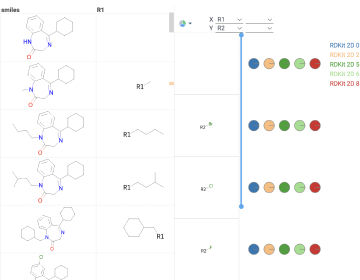 smiles
R1
X R1
Y R2
RDKit 2D 0
RDKit 2D 3
RDKit 2D 5
RDKit 2D 6
RDKit 2D 8
HN
N
O
N
N
O
R1
N
N
O
R1
N
N
O
R1
N
N
O
R1
R2
R2
R2